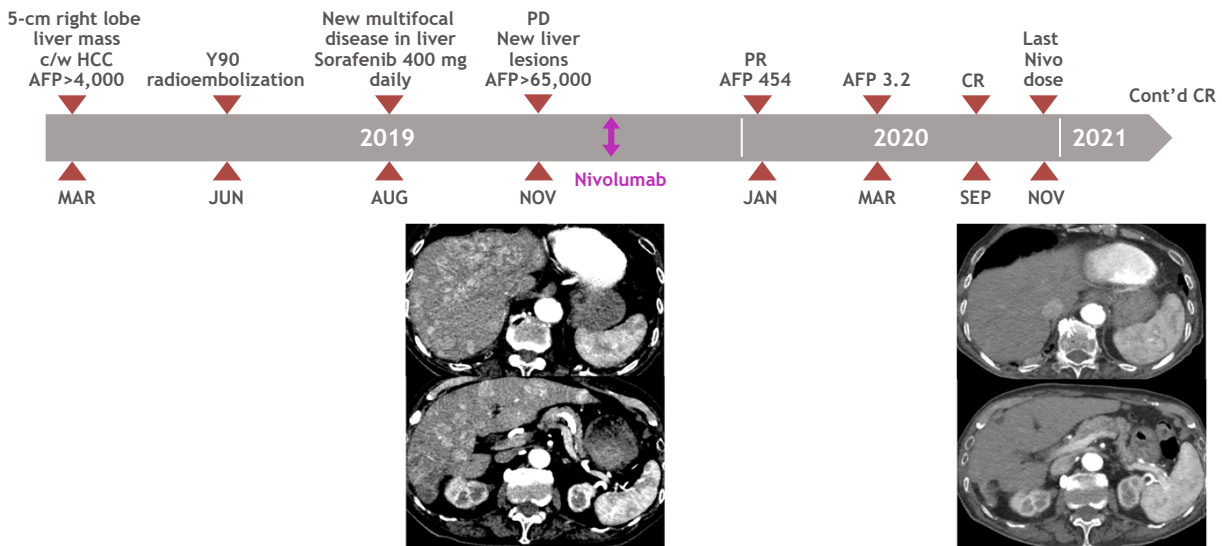 5-cm right lobe
liver mass
c/w HCC
AFP>4,000
Y90
radioembolization
New multifocal
disease in liver
Sorafenib 400 mg
daily
PD
New liver
lesions
AFP>65,000
PR
AFP 454
AFP 3.2
CR
Last
Nivo
dose
Cont’d CR
2019
2020
2021
MAR
JUN
AUG
NOV
Nivolumab
JAN
MAR
SEP
NOV